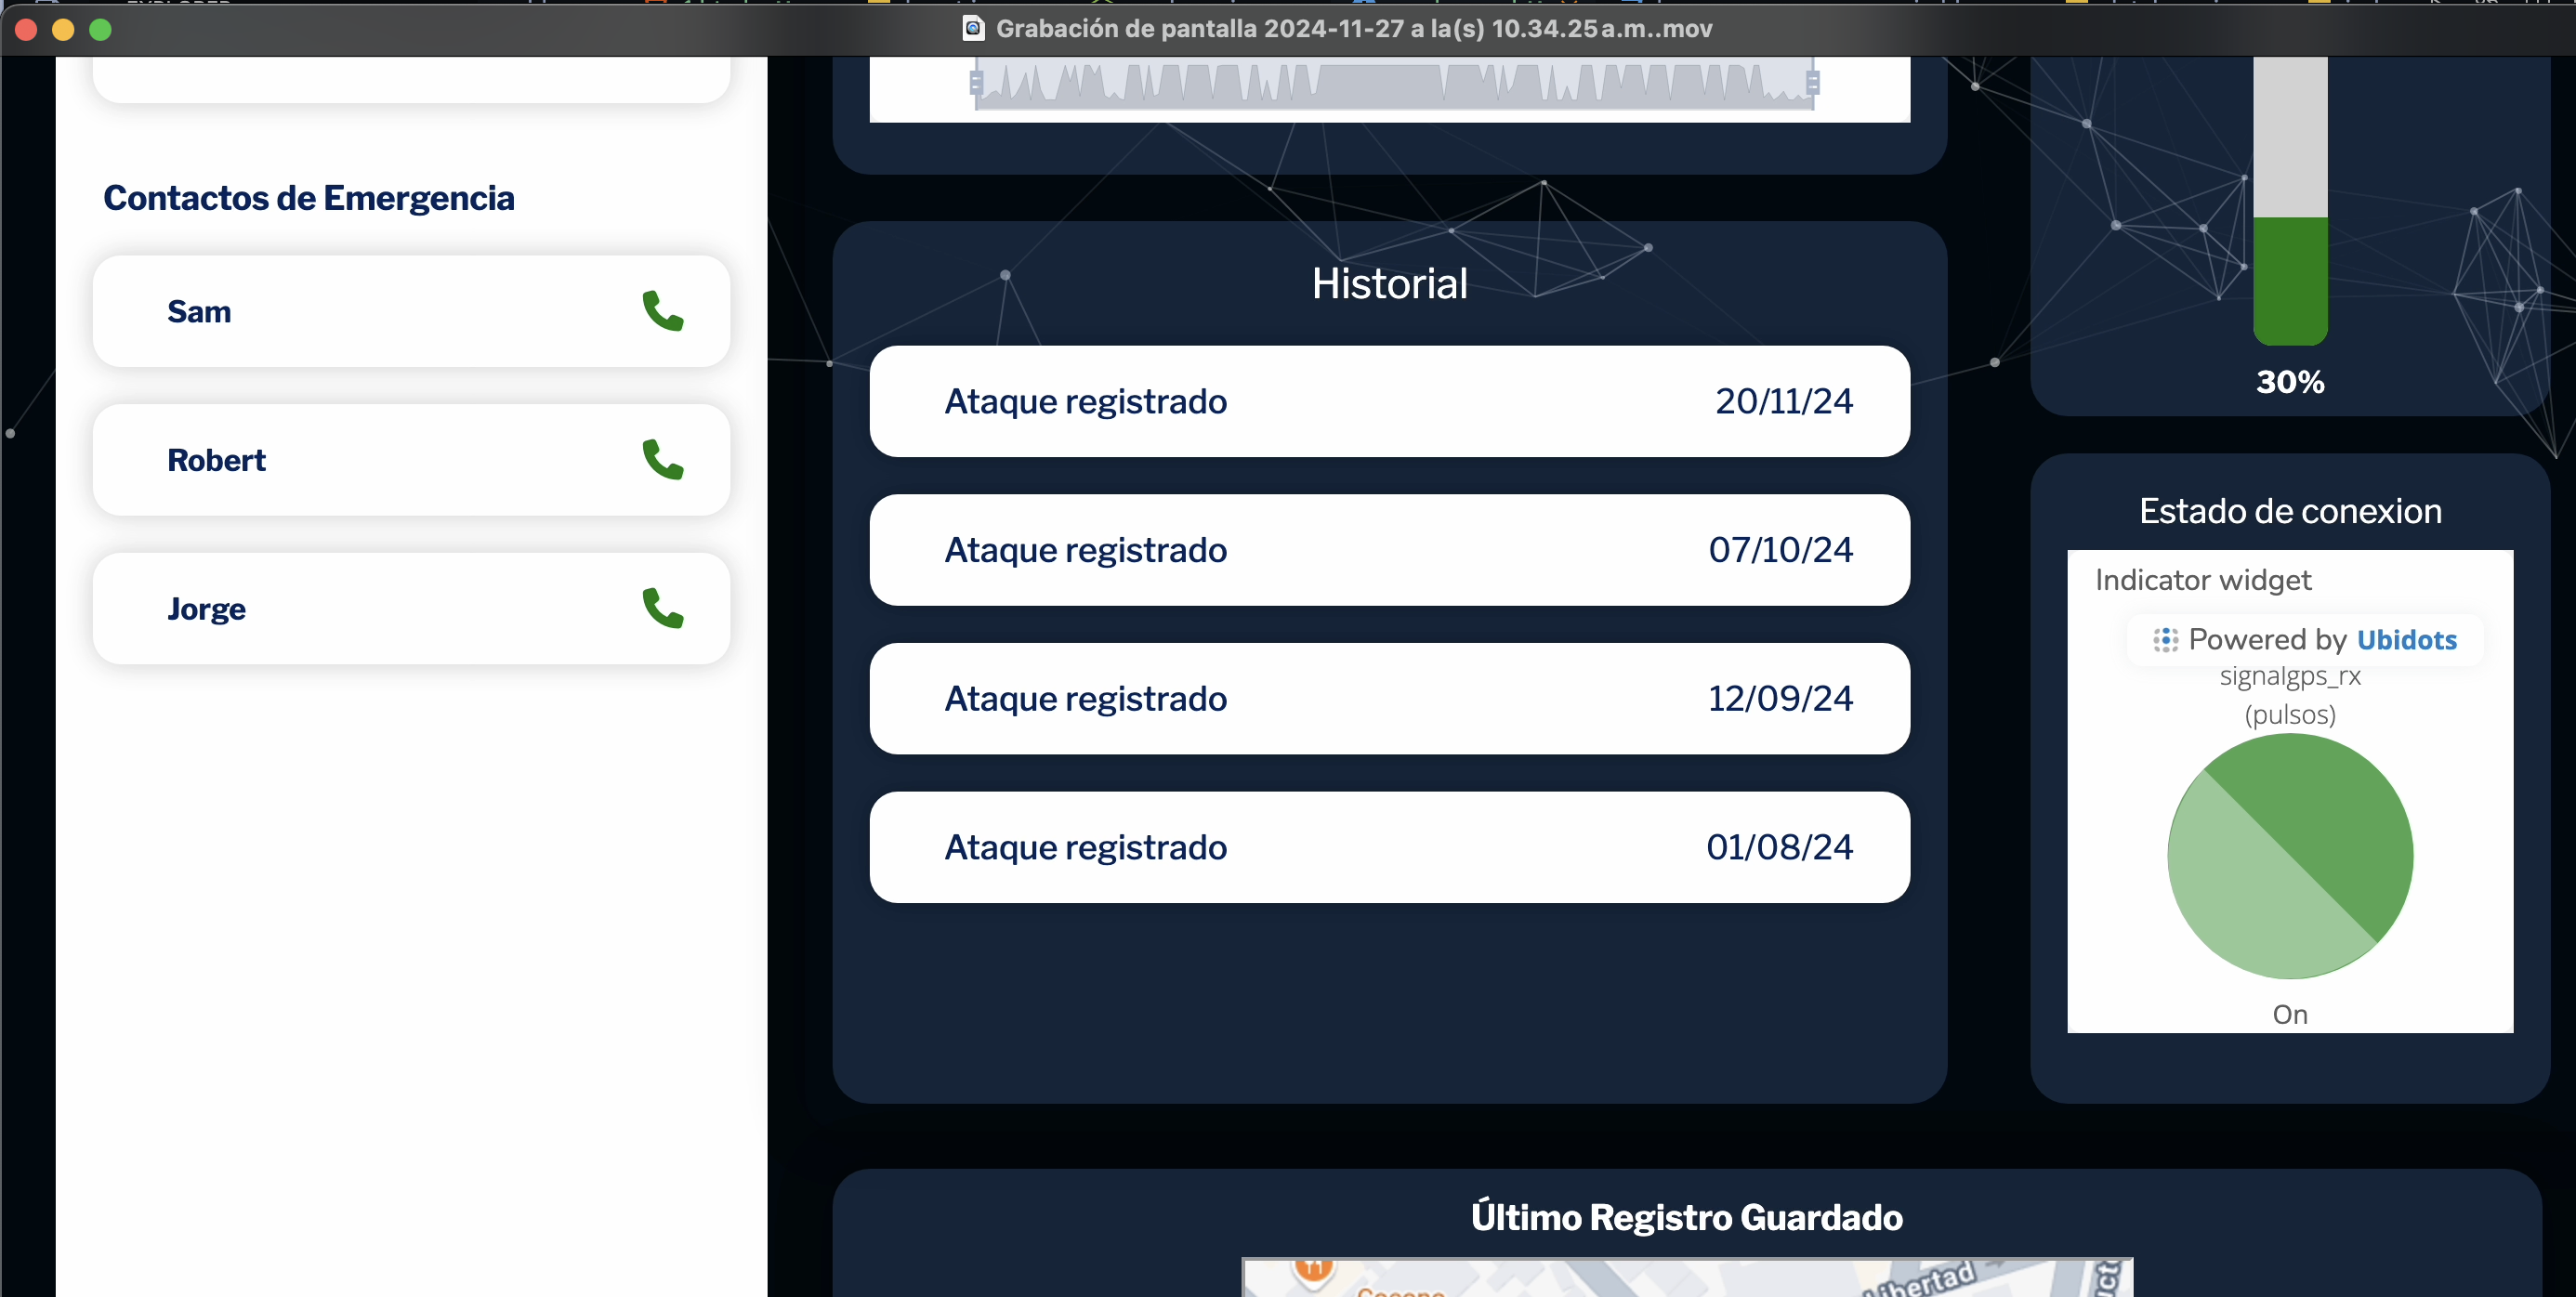 Grabación de pantalla 2024-11-27 a la(s) 10.34.25 a.m..mov
Contactos de Emergencia
Sam
Robert
Jorge
Historial
Ataque registrado 20/11/24
Ataque registrado 07/10/24
Ataque registrado 12/09/24
Ataque registrado 01/08/24
30%
Estado de conexion
Indicator widget
Powered by Ubidots
signalgps_rx
(pulsos)
On
Último Registro Guardado
Libertad